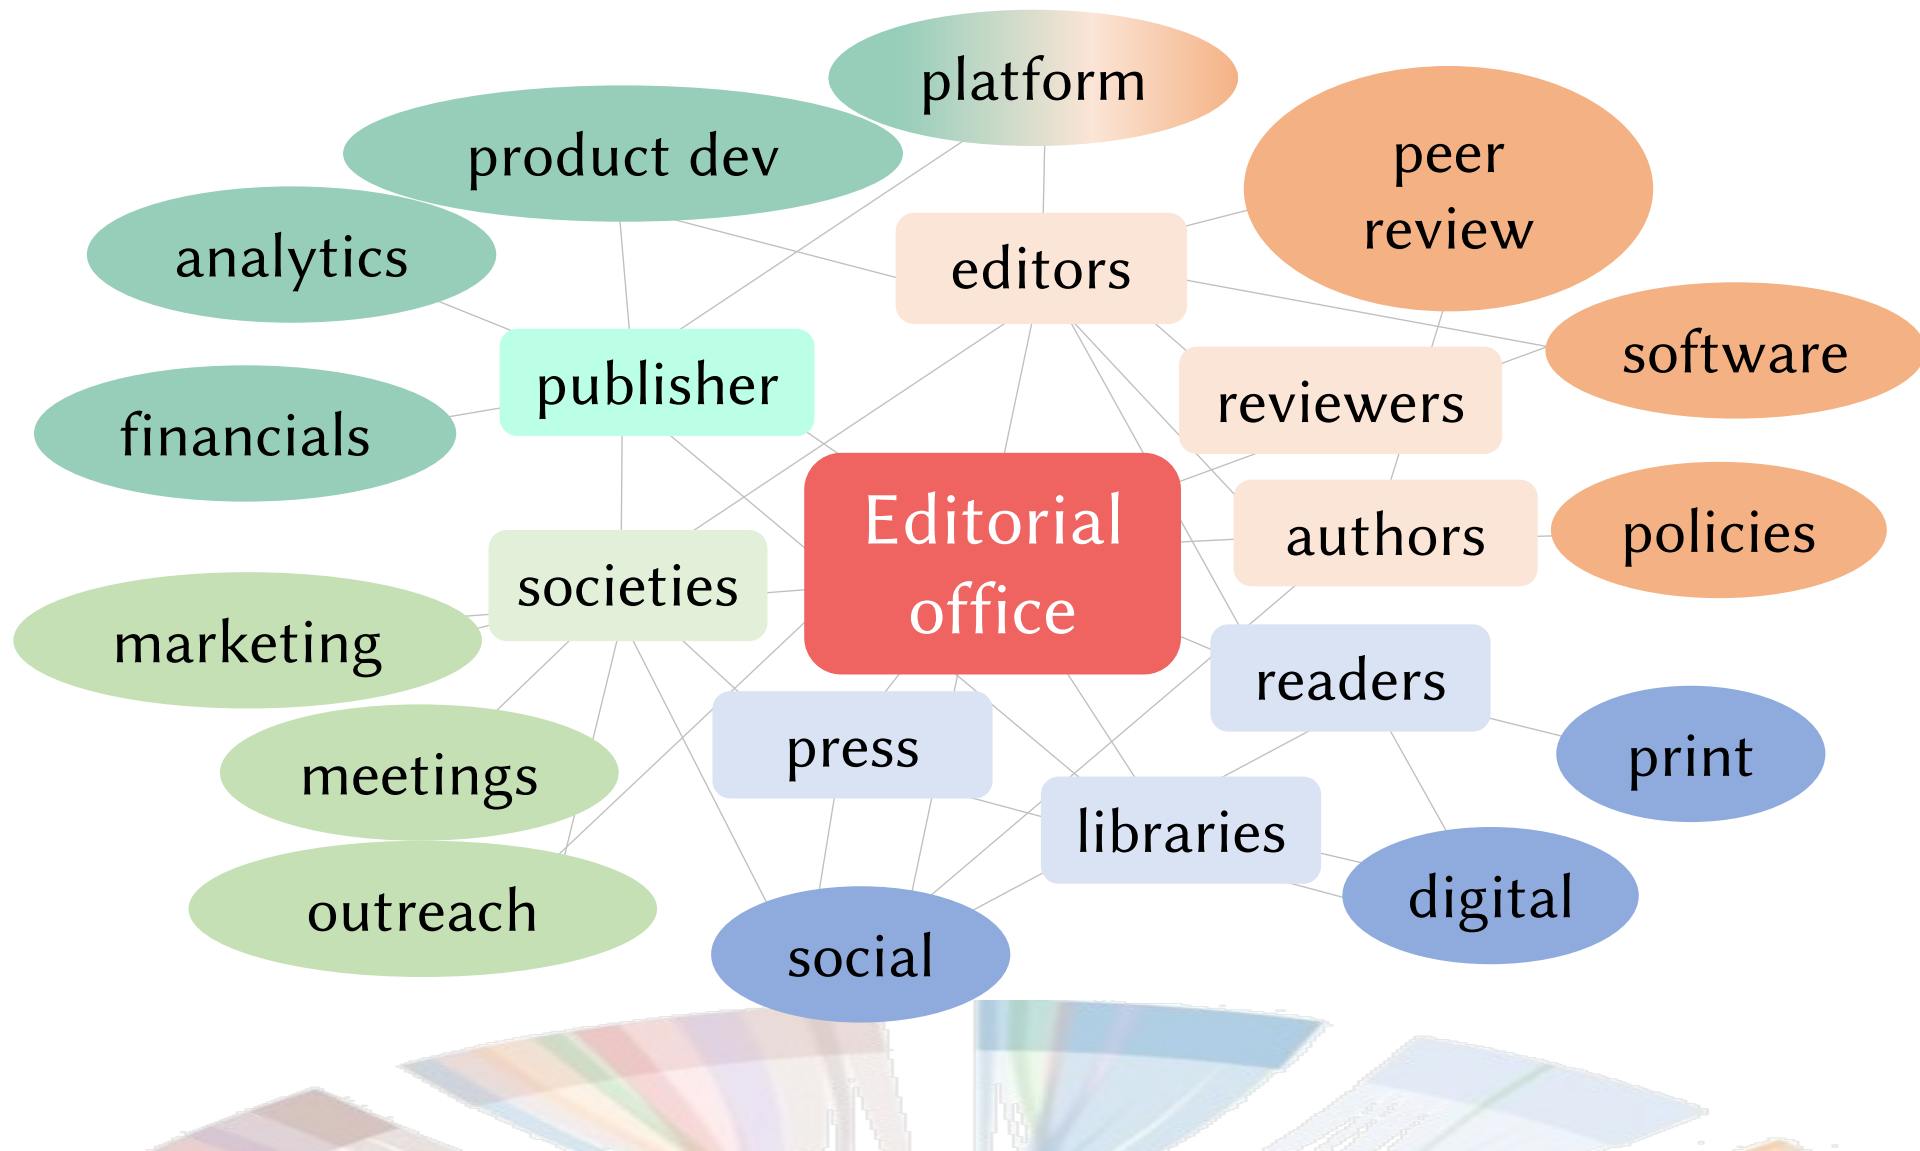 platform
product dev
peer
review
analytics
editors
software
publisher
reviewers
financials
Editorial
office
authors
policies
societies
marketing
readers
press
print
meetings
libraries
digital
outreach
social